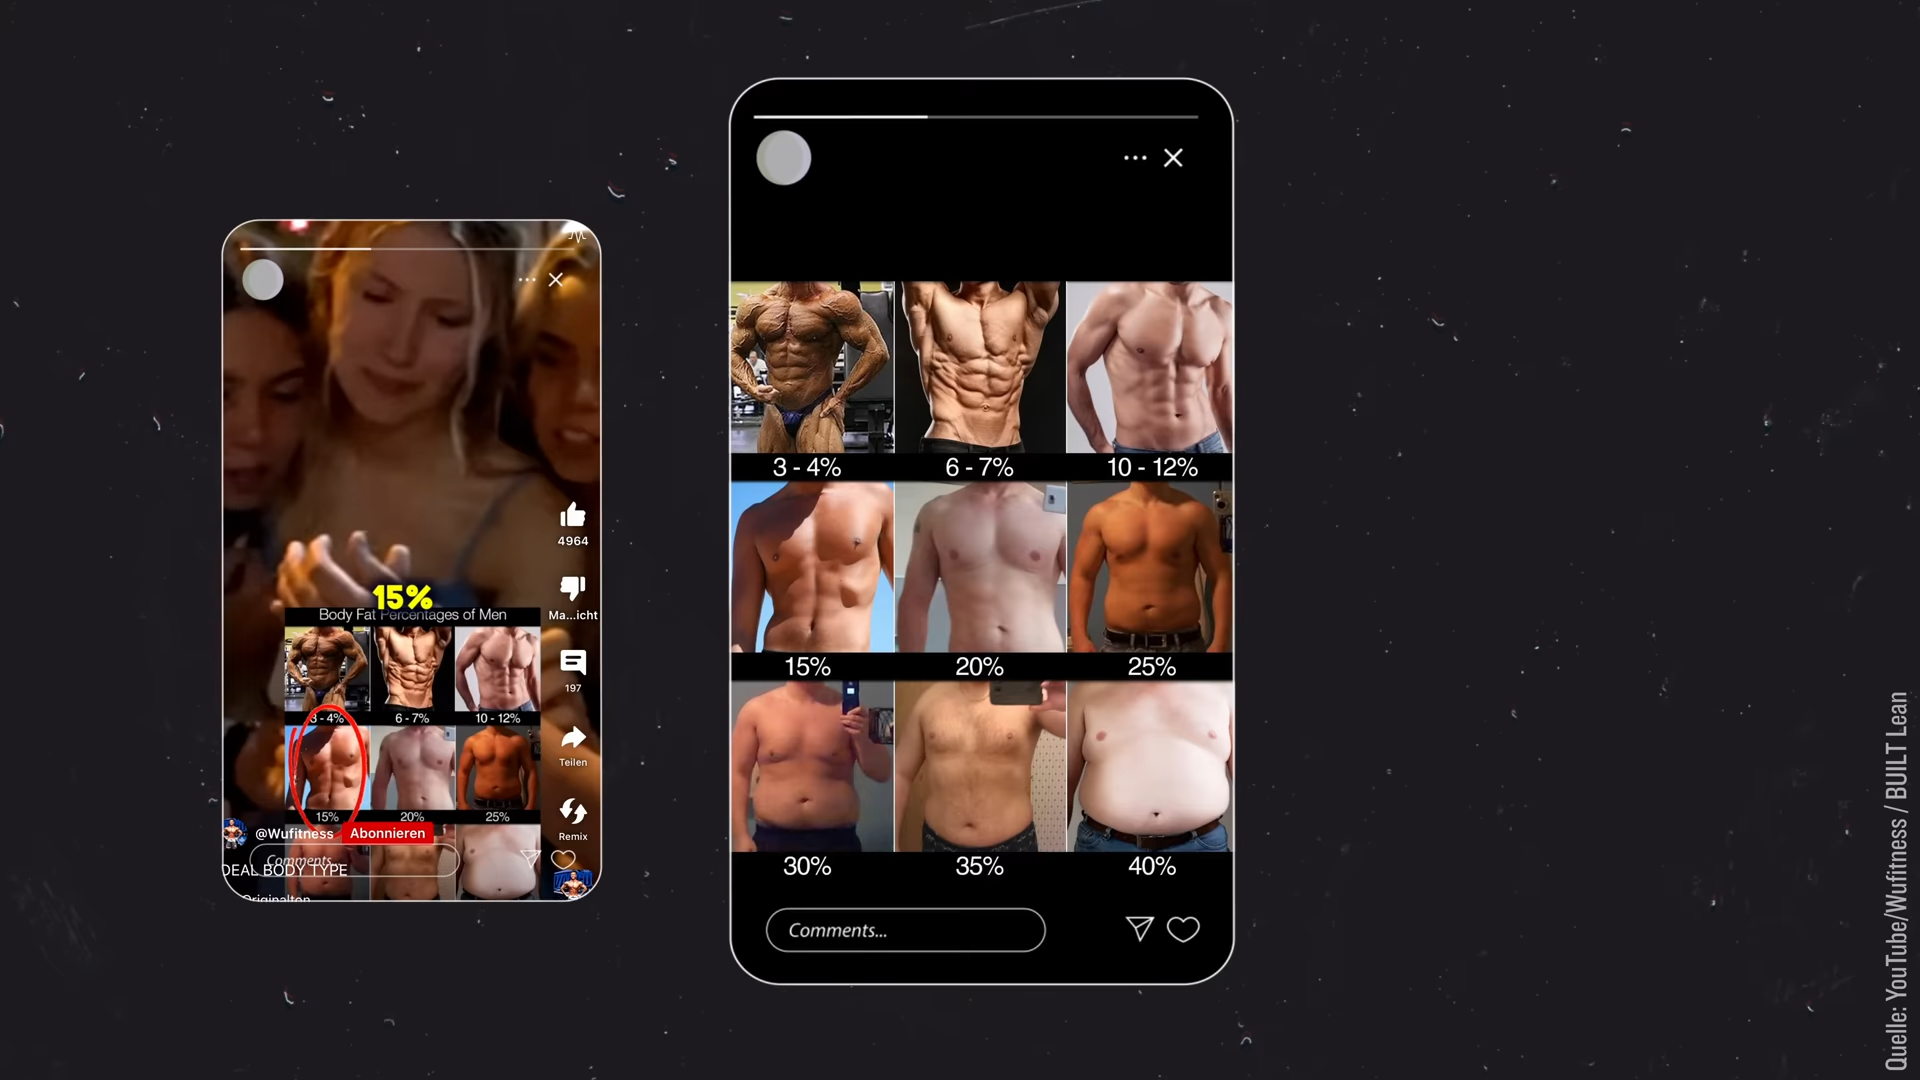 15%
Body Fat Percentages of Men
3 - 4%
6 - 7%
10 - 12%
15%
20%
25%
4964
Ma...icht
197
Teilen
Remix
@Wufitness
Abonnieren
Comments...
DEAL BODY TYPE
Originalton
3 - 4%
6 - 7%
10 - 12%
15%
20%
25%
30%
35%
40%
Comments...
Quelle: YouTube/Wufitness / BUILT Lean